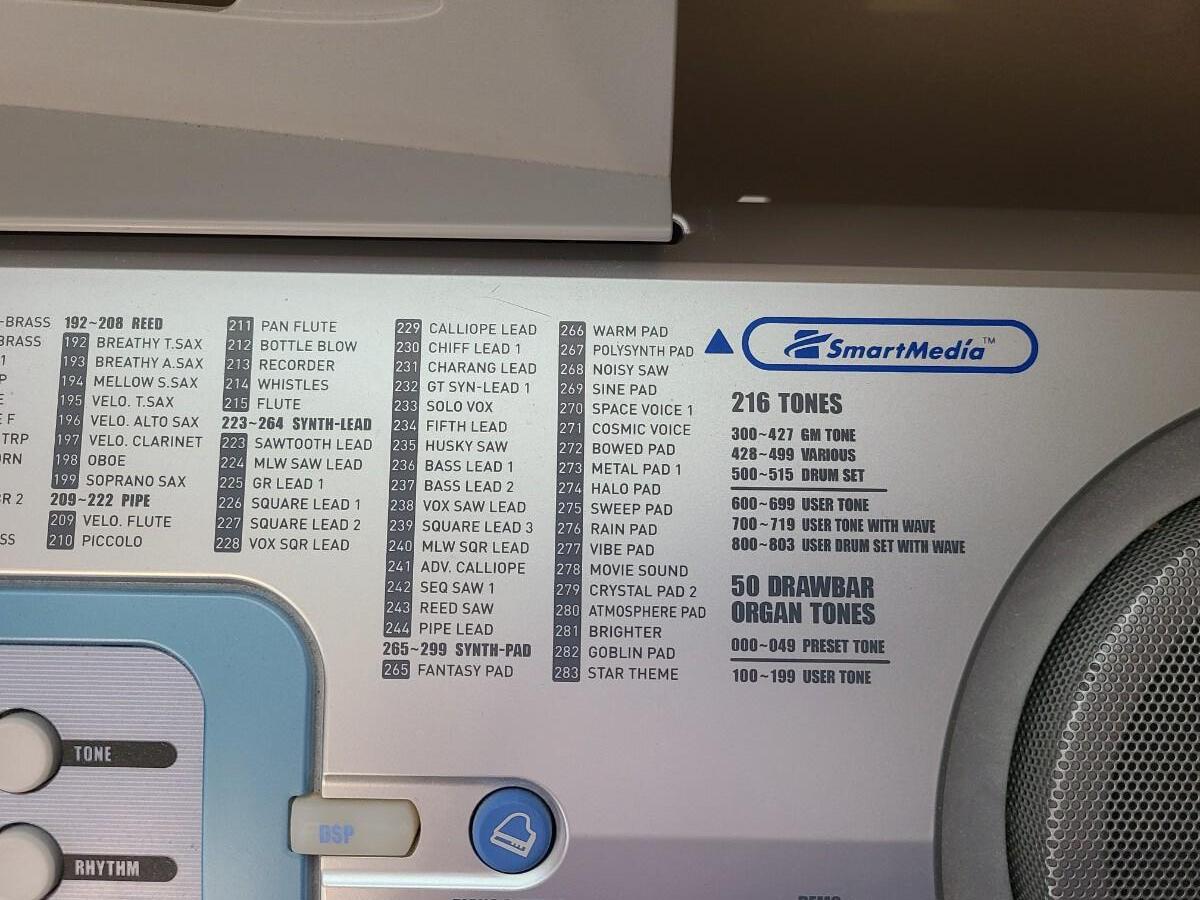 -BRASS
BRASS
1
P
E
E F
TRP
ORN
BR 2
SS
192~208 REED
192 BREATHY T.SAX
193 BREATHY A.SAX
194 MELLOW S.SAX
195 VELO. T.SAX
196 VELO. ALTO SAX
197 VELO. CLARINET
198 OBOE
199 SOPRANO SAX
209~222 PIPE
209 VELO. FLUTE
210 PICCOLO
211 PAN FLUTE
212 BOTTLE BLOW
213 RECORDER
214 WHISTLES
215 FLUTE
223~264 SYNTH-LEAD
223 SAWTOOTH LEAD
224 MLW SAW LEAD
225 GR LEAD 1
226 SQUARE LEAD 1
227 SQUARE LEAD 2
228 VOX SQR LEAD
229 CALLIOPE LEAD
230 CHIFF LEAD 1
231 CHARANG LEAD
232 GT SYN-LEAD 1
233 SOLO VOX
234 FIFTH LEAD
235 HUSKY SAW
236 BASS LEAD 1
237 BASS LEAD 2
238 VOX SAW LEAD
239 SQUARE LEAD 3
240 MLW SQR LEAD
241 ADV. CALLIOPE
242 SEQ SAW 1
243 REED SAW
244 PIPE LEAD
265~299 SYNTH-PAD
265 FANTASY PAD
266 WARM PAD
267 POLYSYNTH PAD
268 NOISY SAW
269 SINE PAD
270 SPACE VOICE 1
271 COSMIC VOICE
272 BOWED PAD
273 METAL PAD 1
274 HALO PAD
275 SWEEP PAD
276 RAIN PAD
277 VIBE PAD
278 MOVIE SOUND
279 CRYSTAL PAD 2
280 ATMOSPHERE PAD
281 BRIGHTER
282 GOBLIN PAD
283 STAR THEME
SmartMedia™
216 TONES
300~427 GM TONE
428~499 VARIOUS
500~515 DRUM SET
600~699 USER TONE
700~719 USER TONE WITH WAVE
800~803 USER DRUM SET WITH WAVE
50 DRAWBAR
ORGAN TONES
000~049 PRESET TONE
100~199 USER TONE
TONE
DSP
RHYTHM